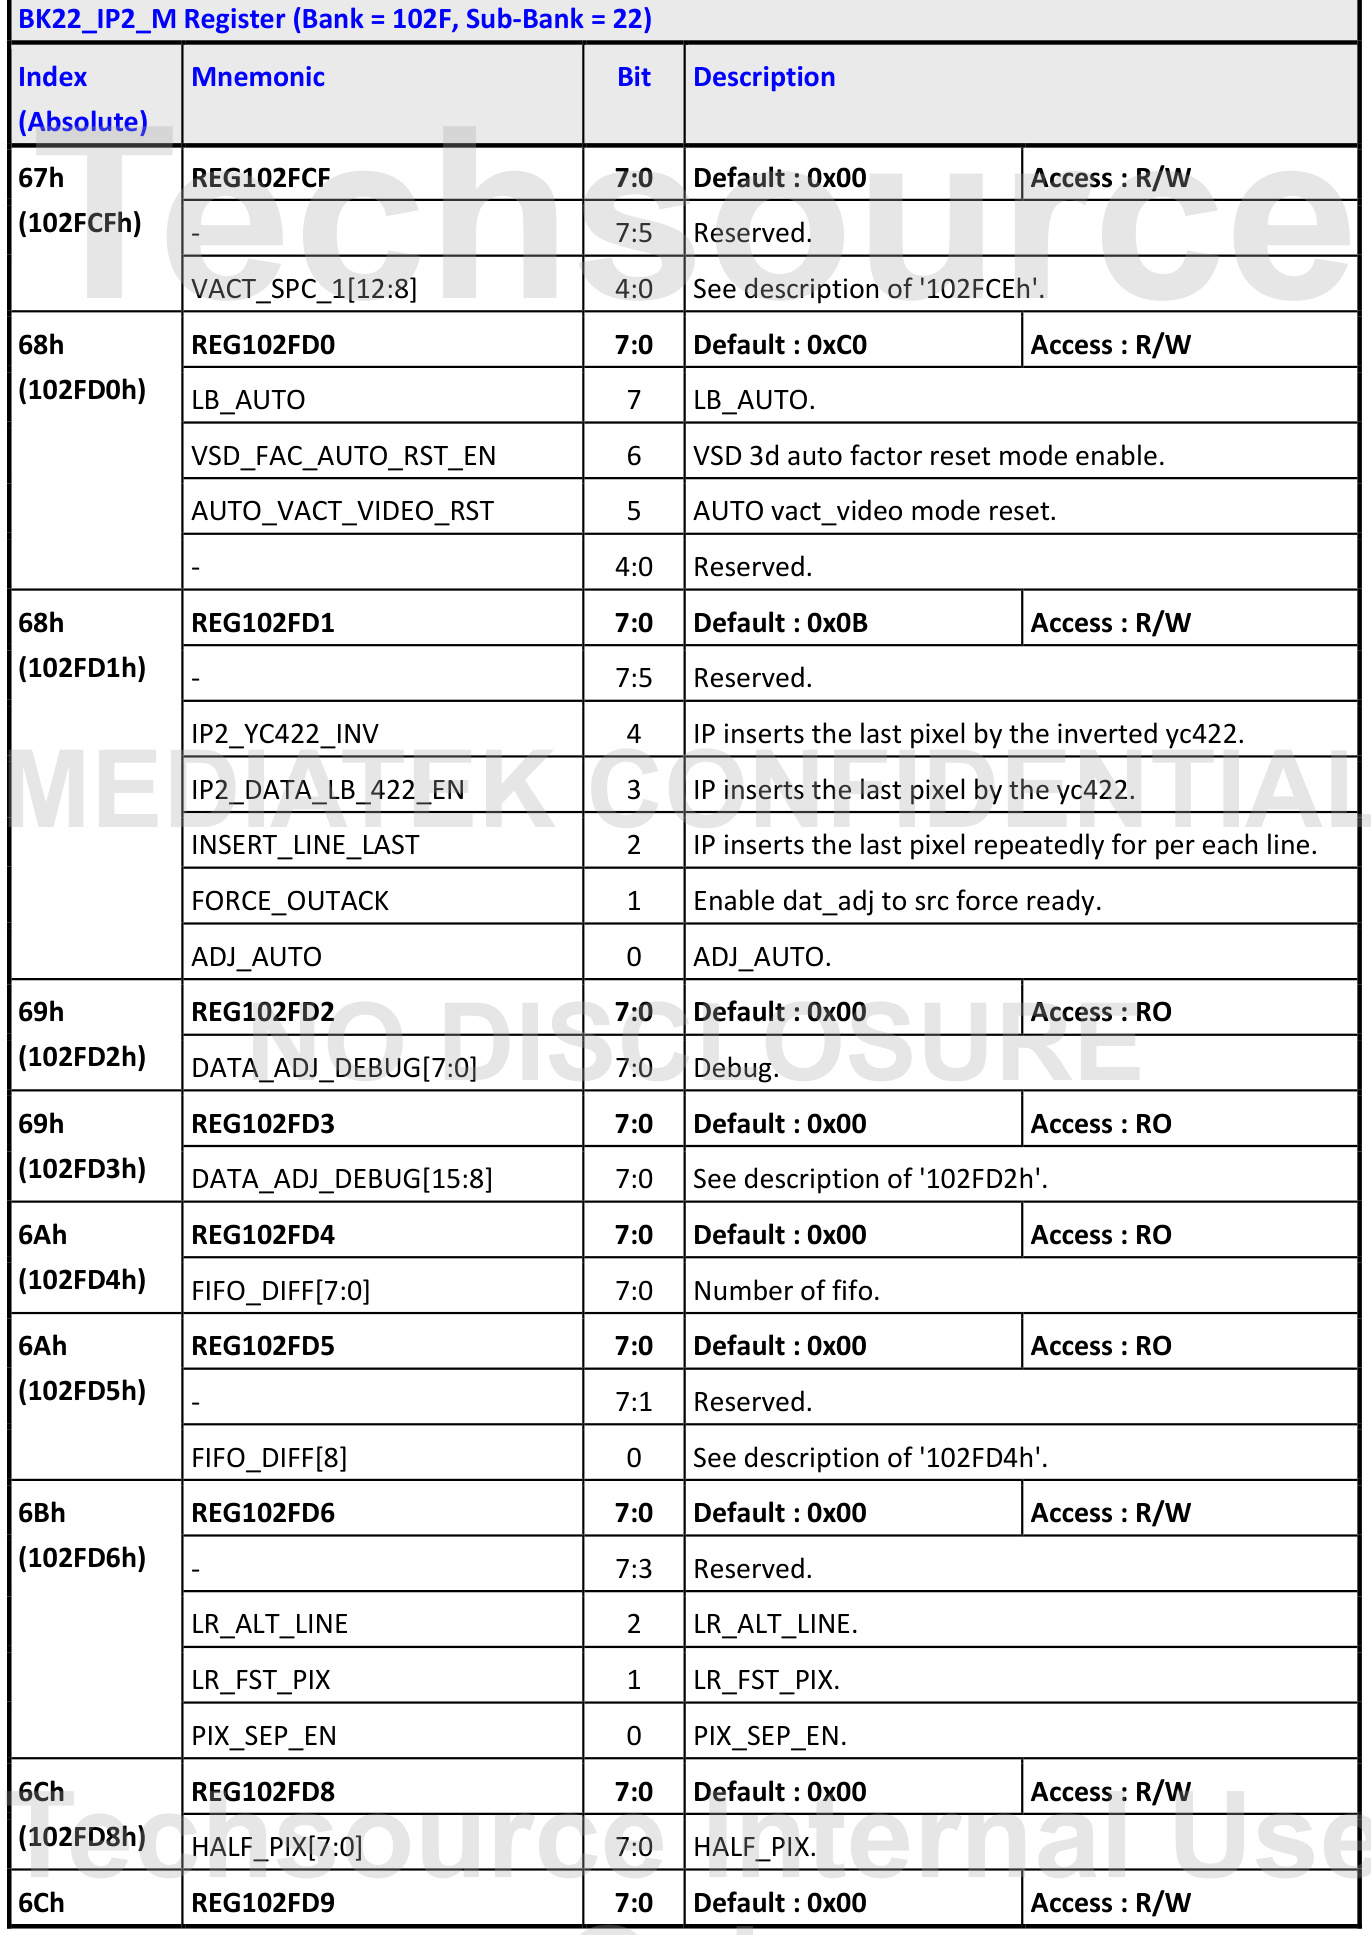 BK22_IP2_M Register (Bank = 102F, Sub-Bank = 22)
Index (Absolute) Mnemonic Bit Description
67h (102FCFh) REG102FCF 7:0 Default : 0x00 Access : R/W
- 7:5 Reserved.
VACT_SPC_1[12:8] 4:0 See description of '102FCEh'.
68h (102FD0h) REG102FD0 7:0 Default : 0xC0 Access : R/W
LB_AUTO 7 LB_AUTO.
VSD_FAC_AUTO_RST_EN 6 VSD 3d auto factor reset mode enable.
AUTO_VACT_VIDEO_RST 5 AUTO vact_video mode reset.
- 4:0 Reserved.
68h (102FD1h) REG102FD1 7:0 Default : 0x0B Access : R/W
- 7:5 Reserved.
IP2_YC422_INV 4 IP inserts the last pixel by the inverted yc422.
IP2_DATA_LB_422_EN 3 IP inserts the last pixel by the yc422.
INSERT_LINE_LAST 2 IP inserts the last pixel repeatedly for per each line.
FORCE_OUTACK 1 Enable dat_adj to src force ready.
ADJ_AUTO 0 ADJ_AUTO.
69h (102FD2h) REG102FD2 7:0 Default : 0x00 Access : RO
DATA_ADJ_DEBUG[7:0] 7:0 Debug.
69h (102FD3h) REG102FD3 7:0 Default : 0x00 Access : RO
DATA_ADJ_DEBUG[15:8] 7:0 See description of '102FD2h'.
6Ah (102FD4h) REG102FD4 7:0 Default : 0x00 Access : RO
FIFO_DIFF[7:0] 7:0 Number of fifo.
6Ah (102FD5h) REG102FD5 7:0 Default : 0x00 Access : RO
- 7:1 Reserved.
FIFO_DIFF[8] 0 See description of '102FD4h'.
6Bh (102FD6h) REG102FD6 7:0 Default : 0x00 Access : R/W
- 7:3 Reserved.
LR_ALT_LINE 2 LR_ALT_LINE.
LR_FST_PIX 1 LR_FST_PIX.
PIX_SEP_EN 0 PIX_SEP_EN.
6Ch (102FD8h) REG102FD8 7:0 Default : 0x00 Access : R/W
HALF_PIX[7:0] 7:0 HALF_PIX.
6Ch REG102FD9 7:0 Default : 0x00 Access : R/W
Techsource
MEDIATEK CONFIDENTIAL
NO DISCLOSURE
Techsource Internal Use